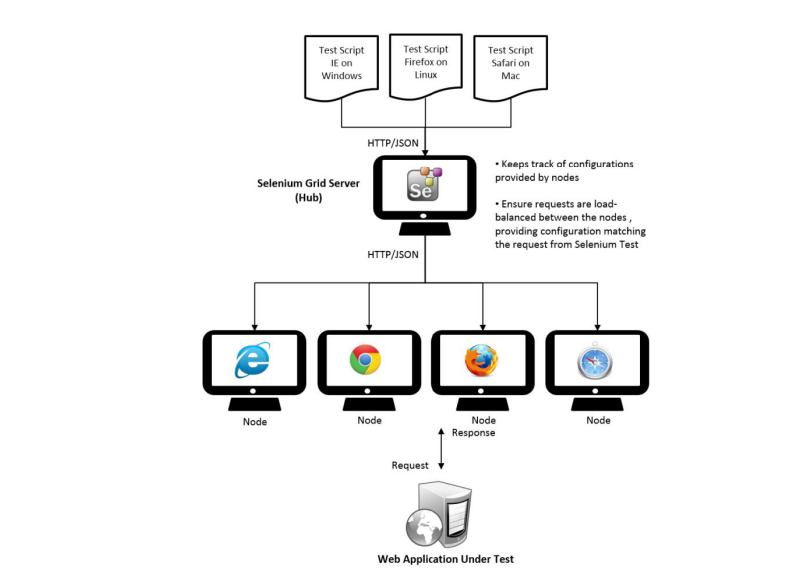 Test Script
IE on
Windows
Test Script
Firefox on
Linux
Test Script
Safari on
Mac
HTTP/JSON
Selenium Grid Server
(Hub)
Se
• Keeps track of configurations
provided by nodes
• Ensure requests are load-
balanced between the nodes ,
providing configuration matching
the request from Selenium Test
HTTP/JSON
Node
Node
Node
Node
Response
Request
Web Application Under Test